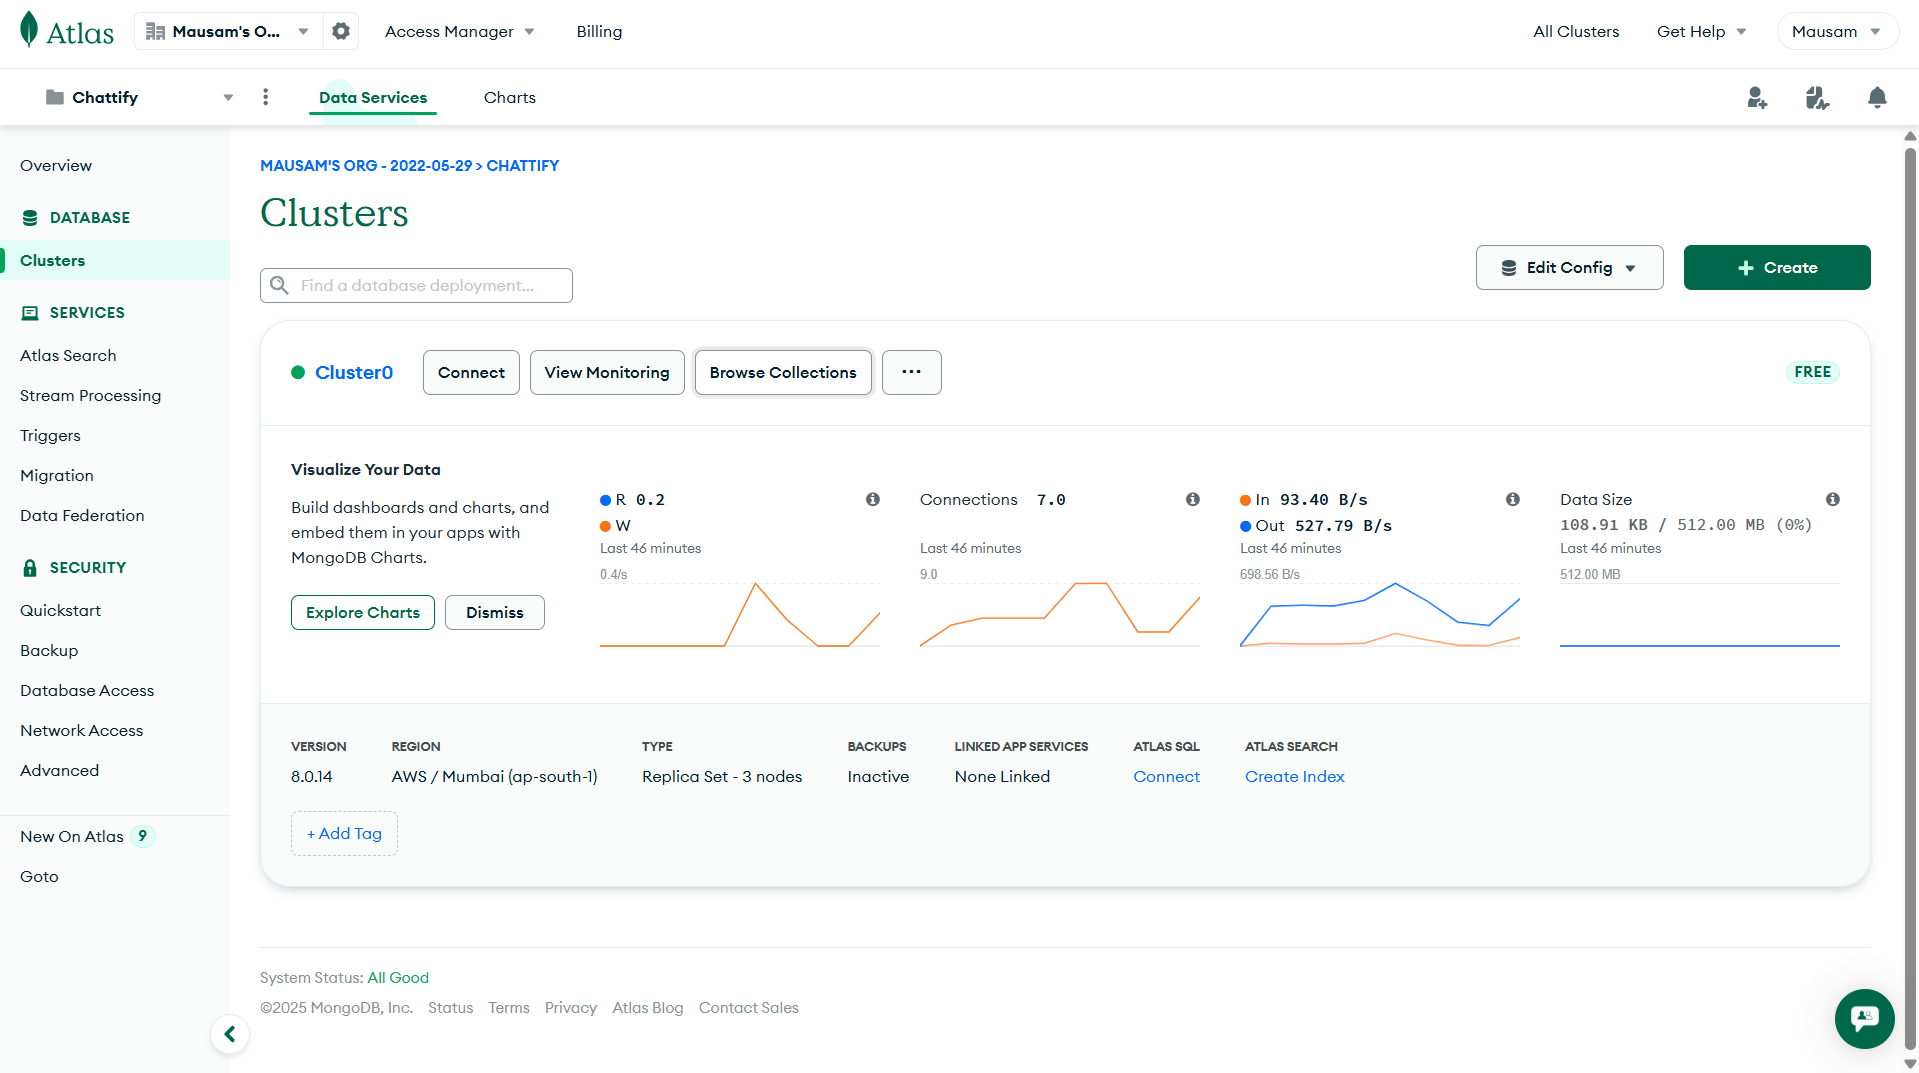 Atlas
Mausam's O...
Access Manager
Billing
All Clusters
Get Help
Mausam
Chattify
Data Services
Charts
Overview
DATABASE
Clusters
SERVICES
Atlas Search
Stream Processing
Triggers
Migration
Data Federation
SECURITY
Quickstart
Backup
Database Access
Network Access
Advanced
New On Atlas 9
Goto
MAUSAM'S ORG - 2022-05-29 > CHATTIFY
Clusters
Find a database deployment...
Edit Config
+ Create
Cluster0
Connect
View Monitoring
Browse Collections
...
FREE
Visualize Your Data
Build dashboards and charts, and
embed them in your apps with
MongoDB Charts.
Explore Charts
Dismiss
R 0.2
W
Last 46 minutes
0.4/s
Connections 7.0
Last 46 minutes
9.0
In 93.40 B/s
Out 527.79 B/s
Last 46 minutes
698.56 B/s
Data Size
108.91 KB / 512.00 MB (0%)
Last 46 minutes
512.00 MB
VERSION
8.0.14
REGION
AWS / Mumbai (ap-south-1)
TYPE
Replica Set - 3 nodes
BACKUPS
Inactive
LINKED APP SERVICES
None Linked
ATLAS SQL
Connect
ATLAS SEARCH
Create Index
+ Add Tag
System Status: All Good
©2025 MongoDB, Inc. Status Terms Privacy Atlas Blog Contact Sales